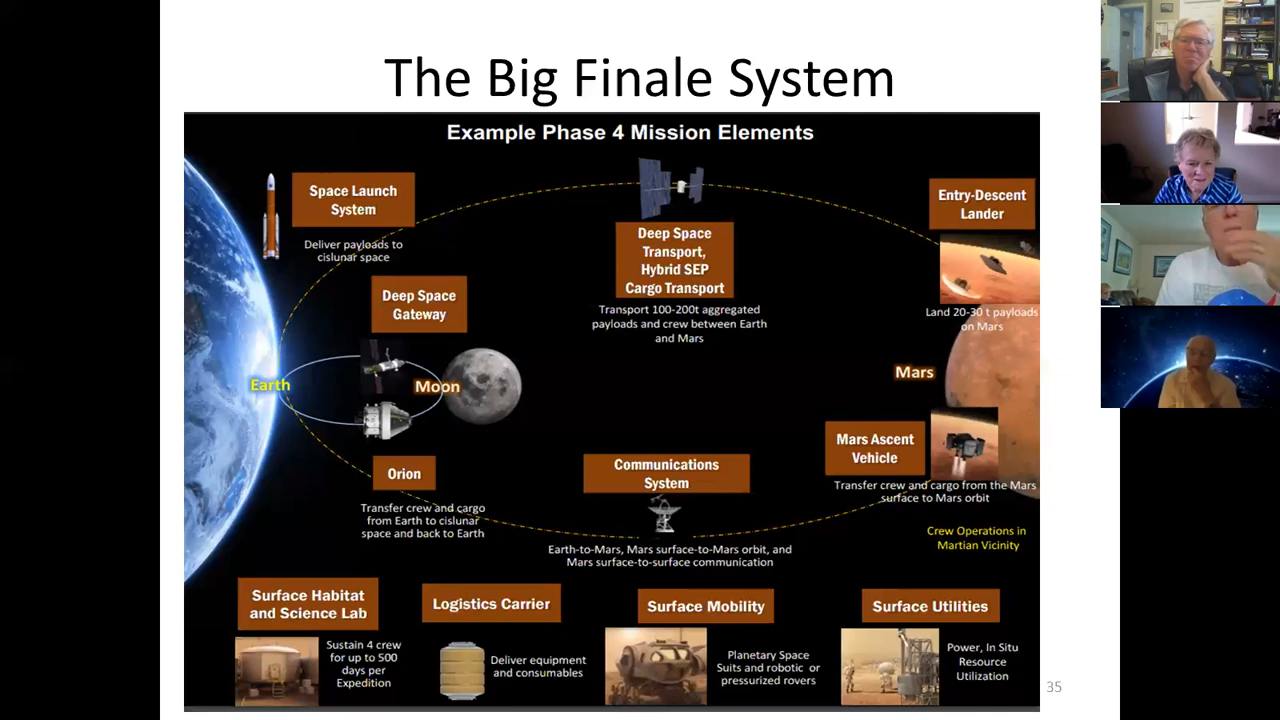 The Big Finale System
Example Phase 4 Mission Elements
Space Launch
System
Deliver payloads to
cislunar space
Deep Space
Gateway
Earth
Moon
Orion
Transfer crew and cargo
from Earth to cislunar
space and back to Earth
Deep Space
Transport,
Hybrid SEP
Cargo Transport
Transport 100-200t aggregated
payloads and crew between Earth
and Mars
Communications
System
Earth-to-Mars, Mars surface-to-Mars orbit, and
Mars surface-to-surface communication
Entry-Descent
Lander
Land 20-30 t payloads
on Mars
Mars
Mars Ascent
Vehicle
Transfer crew and cargo from the Mars
surface to Mars orbit
Crew Operations in
Martian Vicinity
Surface Habitat
and Science Lab
Sustain 4 crew
for up to 500
days per
Expedition
Logistics Carrier
Deliver equipment
and consumables
Surface Mobility
Planetary Space
Suits and robotic or
pressurized rovers
Surface Utilities
Power, In Situ
Resource
Utilization
35